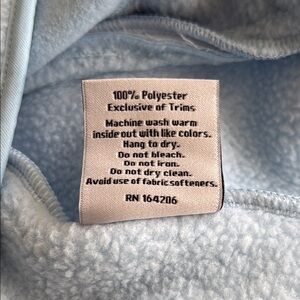 100% Polyester
Exclusive of Trims
Machine wash warm
inside out with like colors.
Hang to dry.
Do not bleach.
Do not iron.
Do not dry clean.
Avoid use of fabric softeners.
RN 164206